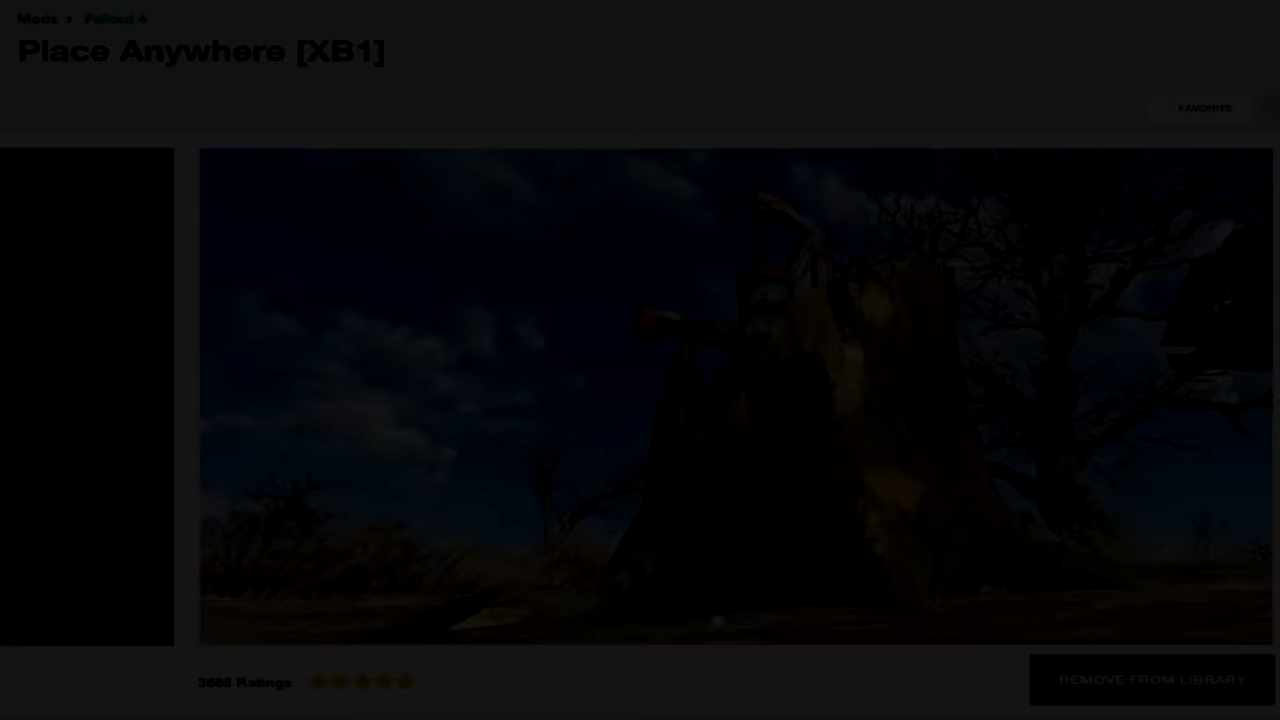 Mods › Fallout 4
Place Anywhere [XB1]
FAVORITE
3665 Ratings
REMOVE FROM LIBRARY